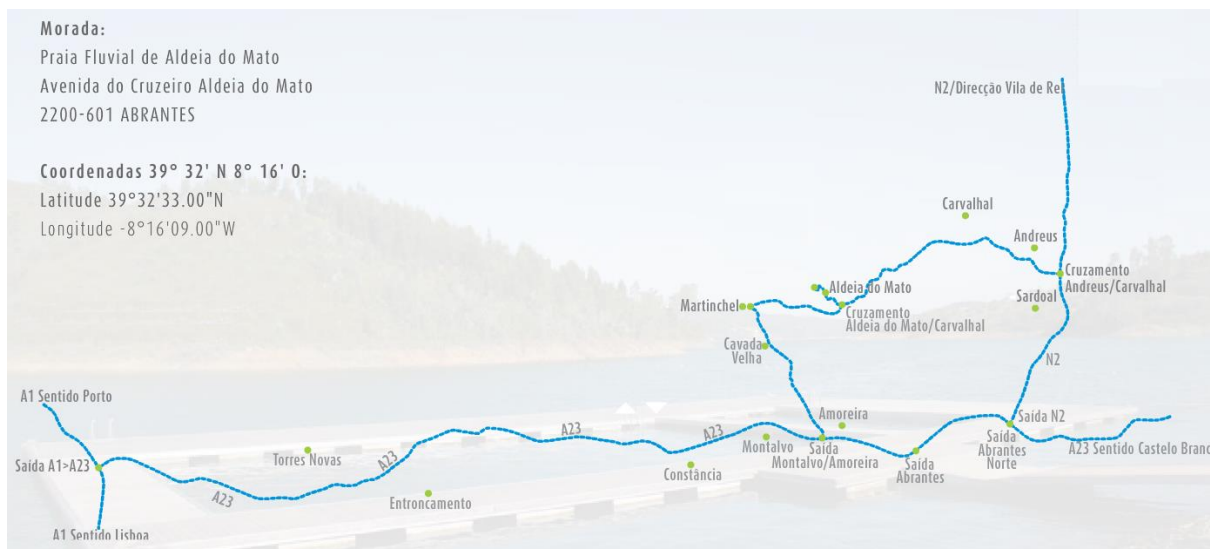 Morada:
Praia Fluvial de Aldeia do Mato
Avenida do Cruzeiro Aldeia do Mato
2200-601 ABRANTES
Coordenadas 39° 32' N 8° 16' O:
Latitude 39°32'33.00"N
Longitude -8°16'09.00"W
N2/Direcção Vila de Rei
Carvalhal
Andreus
Cruzamento
Andreus/Carvalhal
Sardoal
Aldeia do Mato
Martinchel
Cruzamento
Aldeia do Mato/Carvalhal
Cavada
Velha
N2
A1 Sentido Porto
Amoreira
Saída N2
A23
A23
Montalvo
Saída
Montalvo/Amoreira
Saída
Abrantes
Norte
A23 Sentido Castelo Branc
Saída A1>A23
Torres Novas
A23
Constância
Saída
Abrantes
A23
Entroncamento
A1 Sentido Lisboa